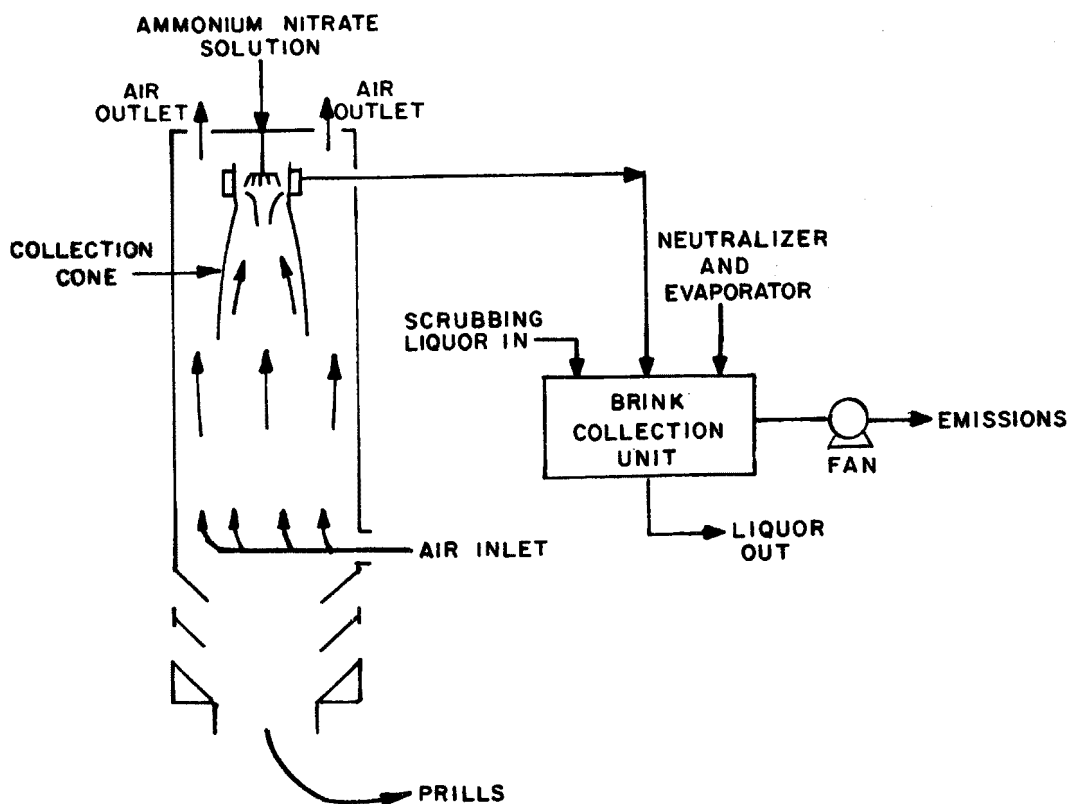 AMMONIUM NITRATE
SOLUTION
AIR
OUTLET
AIR
OUTLET
COLLECTION
CONE
NEUTRALIZER
AND
EVAPORATOR
SCRUBBING
LIQUOR IN
BRINK
COLLECTION
UNIT
EMISSIONS
FAN
LIQUOR
OUT
AIR INLET
PRILLS